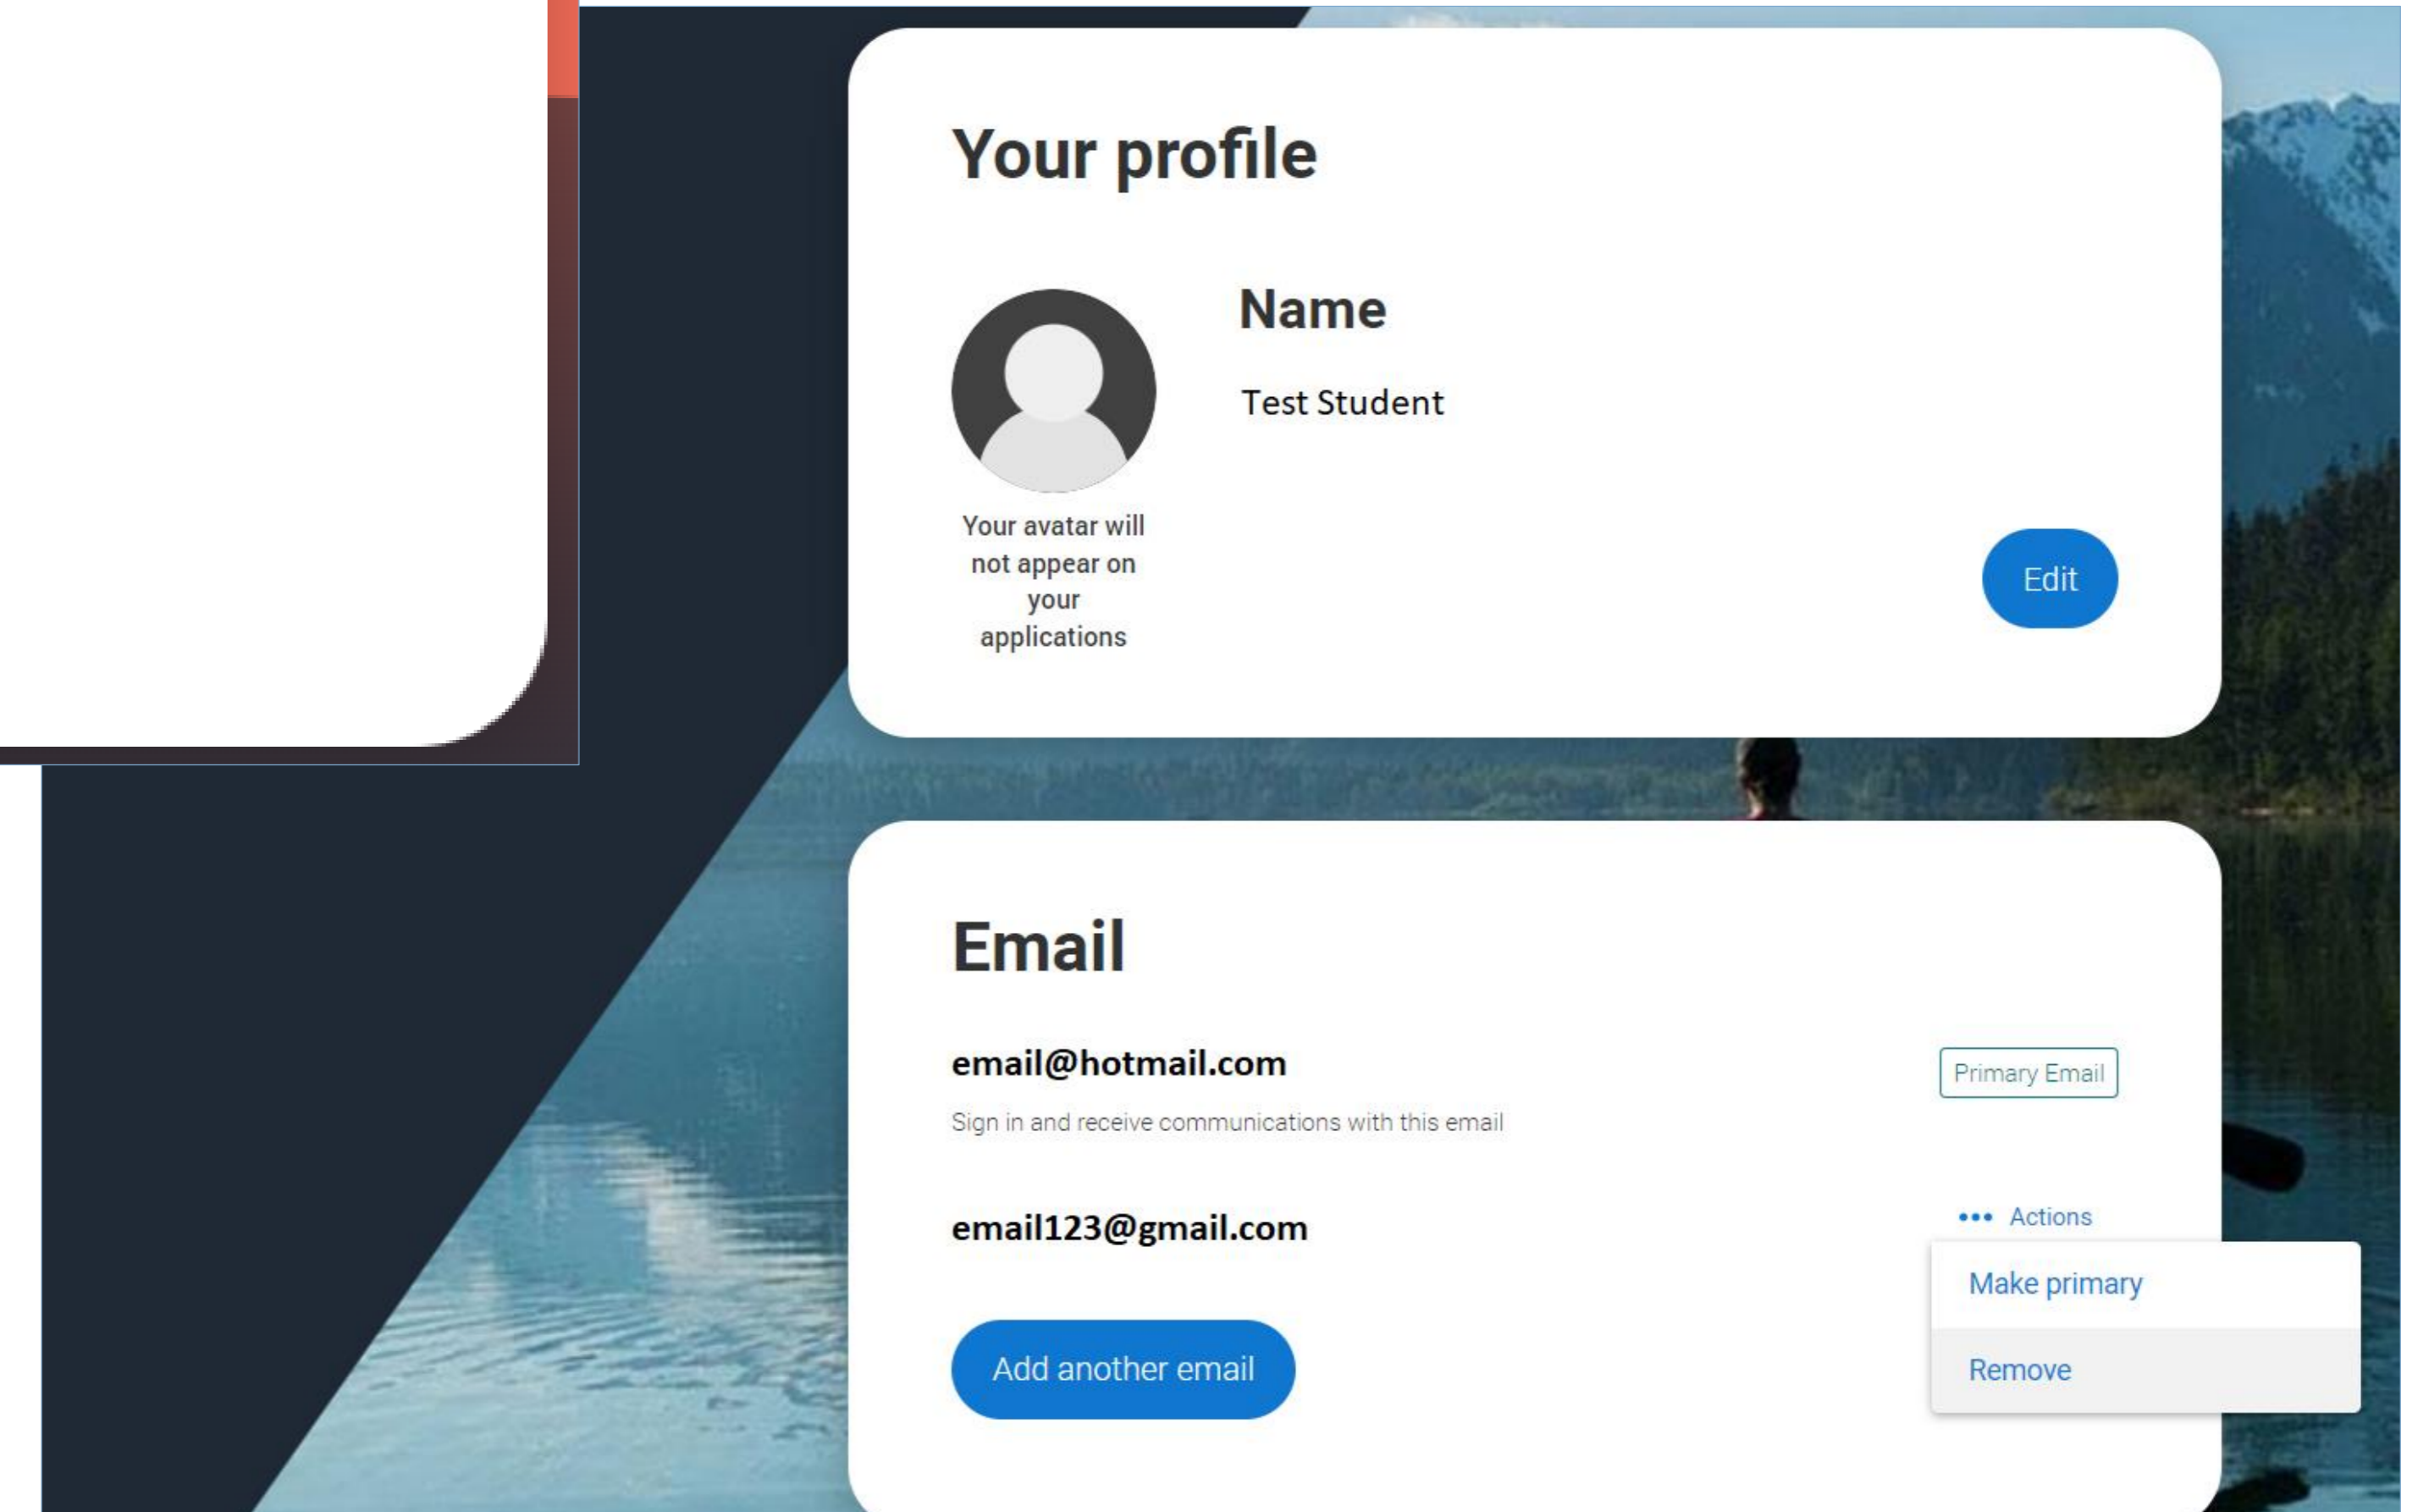 Your profile
Name
Test Student
Your avatar will
not appear on
your
applications
Edit
Email
email@hotmail.com
Primary Email
Sign in and receive communications with this email
email123@gmail.com
••• Actions
Make primary
Remove
Add another email